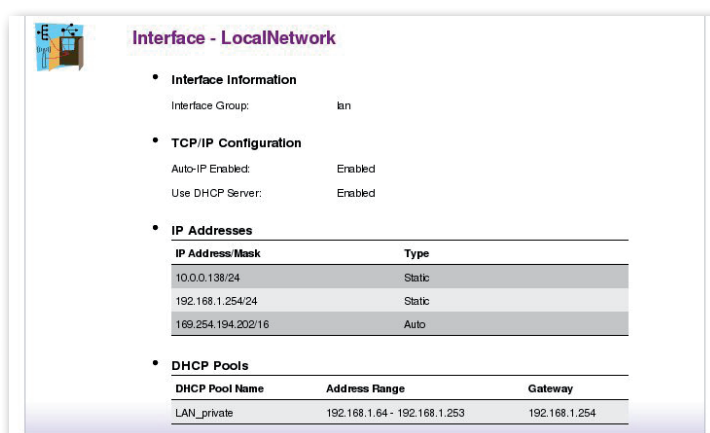 Interface - LocalNetwork
Interface Information
Interface Group: lan
TCP/IP Configuration
Auto-IP Enabled: Enabled
Use DHCP Server: Enabled
IP Addresses
IP Address/Mask Type
10.0.0.138/24 Static
192.168.1.254/24 Static
169.254.194.202/16 Auto
DHCP Pools
DHCP Pool Name Address Range Gateway
LAN_private 192.168.1.64 - 192.168.1.253 192.168.1.254